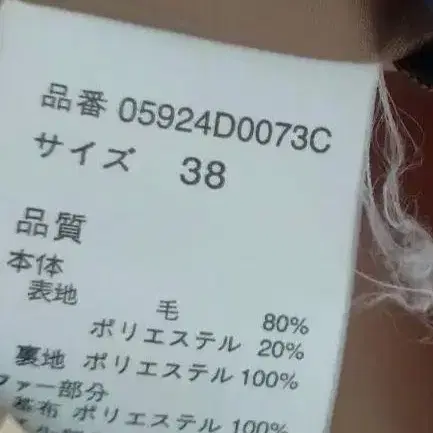 品番 05924D0073C
サイズ 38
品質
本体
表地 毛 80%
ポリエステル 20%
裏地 ポリエステル 100%
ファー部分
基布 ポリエステル 100%